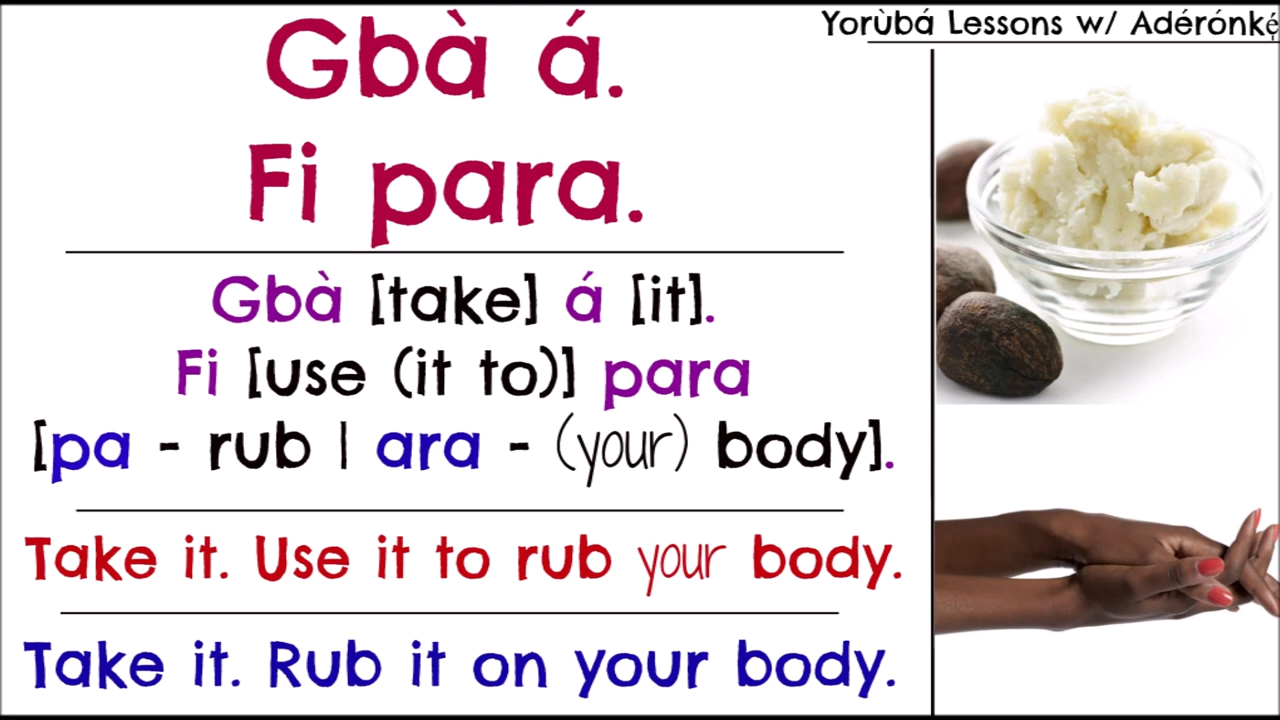 Yorùbá Lessons w/ Adérónkẹ́
Gbà á.
Fi para.
Gbà [take] á [it].
Fi [use (it to)] para
[pa - rub | ara - (your) body].
Take it. Use it to rub your body.
Take it. Rub it on your body.